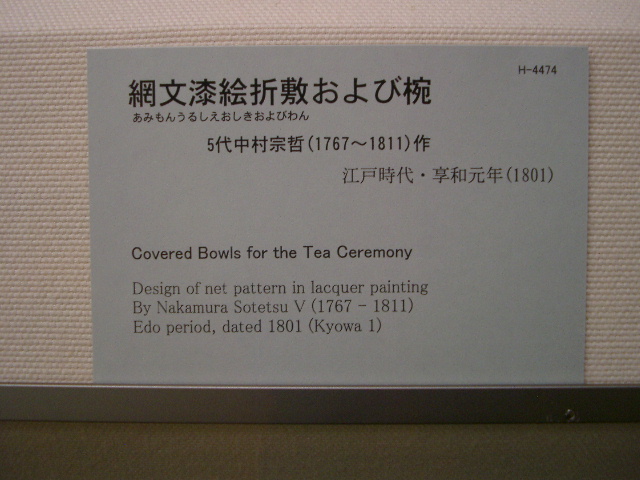 H-4474
網文漆絵折敷および椀
あみもんうるしえおしきおよびわん
5代中村宗哲(1767～1811)作
江戸時代・享和元年(1801)
Covered Bowls for the Tea Ceremony
Design of net pattern in lacquer painting
By Nakamura Sotetsu V (1767 - 1811)
Edo period, dated 1801 (Kyowa 1)